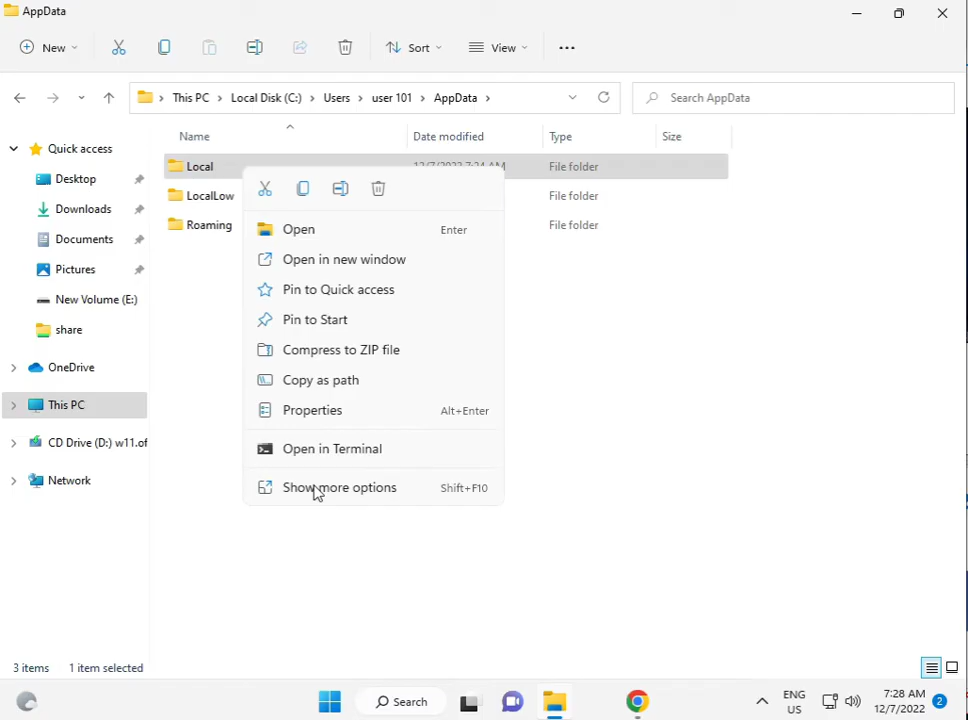 AppData
New
Sort
View
This PC > Local Disk (C:) > Users > user 101 > AppData >
Search AppData
Name
Date modified
Type
Size
Quick access
Desktop
Downloads
Documents
Pictures
New Volume (E:)
share
OneDrive
This PC
CD Drive (D:) w11.of
Network
Local
File folder
LocalLow
File folder
Roaming
File folder
Open Enter
Open in new window
Pin to Quick access
Pin to Start
Compress to ZIP file
Copy as path
Properties Alt+Enter
Open in Terminal
Show more options Shift+F10
3 items 1 item selected
Search
ENG
US
7:28 AM
12/7/2022
2